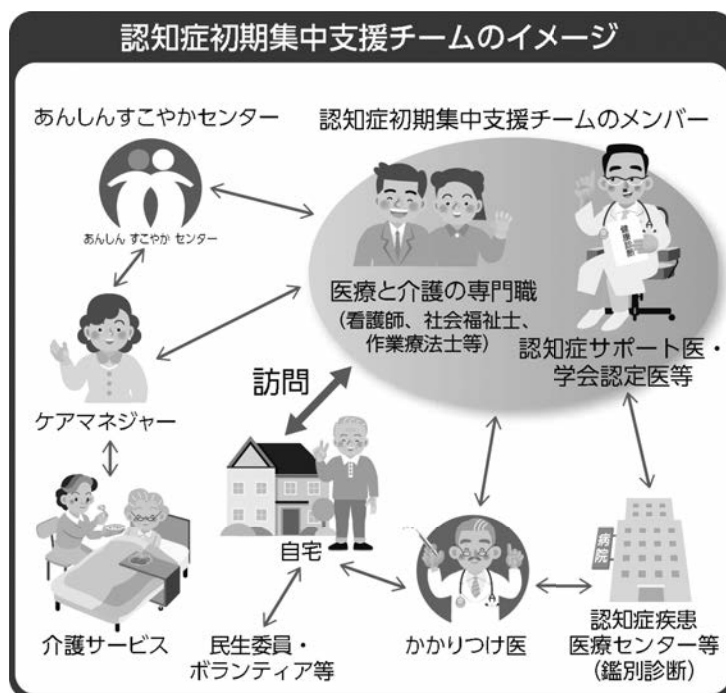 認知症初期集中支援チームのイメージ
あんしんすこやかセンター
認知症初期集中支援チームのメンバー
あんしん すこやか センター
健康診断
医療と介護の専門職
(看護師、社会福祉士、
作業療法士等)
認知症サポート医・
学会認定医等
訪問
ケアマネジャー
自宅
病院
介護サービス
民生委員・
ボランティア等
かかりつけ医
認知症疾患
医療センター等
(鑑別診断)